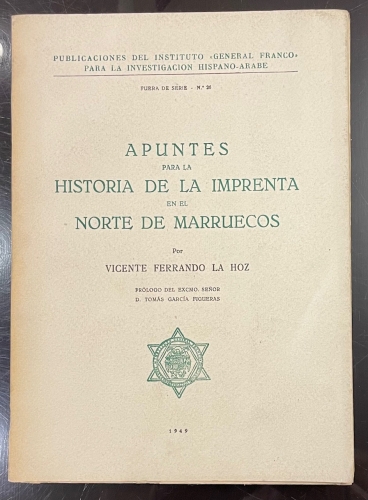 PUBLICACIONES DEL INSTITUTO «GENERAL FRANCO»
PARA LA INVESTIGACION HISPANO-ARABE
FUERA DE SERIE - N.º 20
APUNTES
PARA LA
HISTORIA DE LA IMPRENTA
EN EL
NORTE DE MARRUECOS
Por
VICENTE FERRANDO LA HOZ
PRÓLOGO DEL EXCMO. SEÑOR
D. TOMÁS GARCÍA FIGUERAS
1949